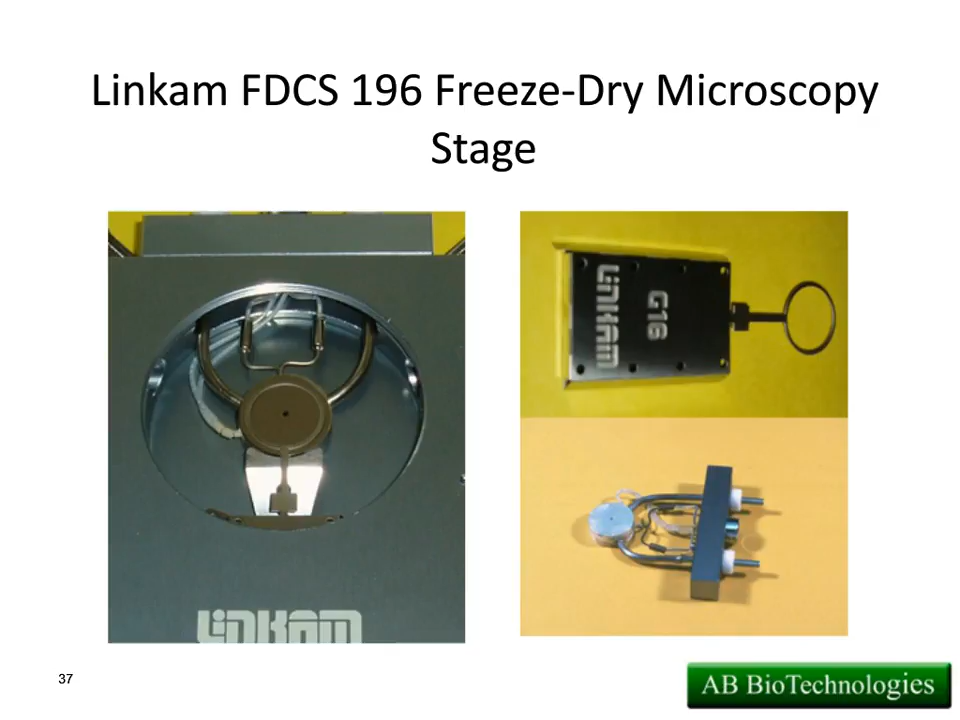 Linkam FDCS 196 Freeze-Dry Microscopy
Stage
LINKAM
G16
LINKAM
37
AB BioTechnologies